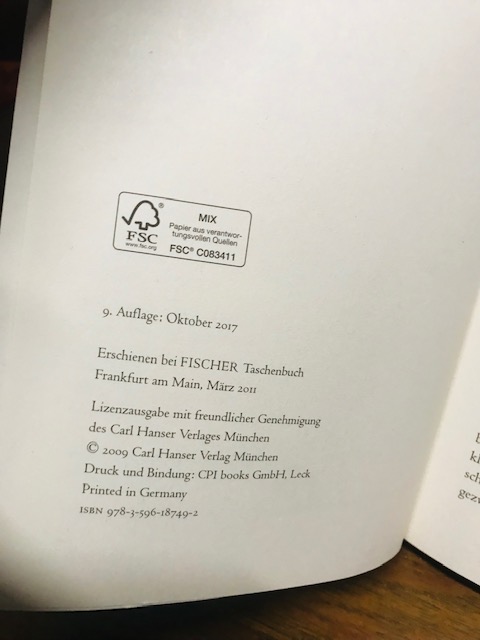 MIX
Papier aus verantwor-
tungsvollen Quellen
FSC® C083411
®
FSC
www.fsc.org
9. Auflage: Oktober 2017
Erschienen bei FISCHER Taschenbuch
Frankfurt am Main, März 2011
Lizenzausgabe mit freundlicher Genehmigung
des Carl Hanser Verlages München
© 2009 Carl Hanser Verlag München
Druck und Bindung: CPI books GmbH, Leck
Printed in Germany
ISBN 978-3-596-18749-2